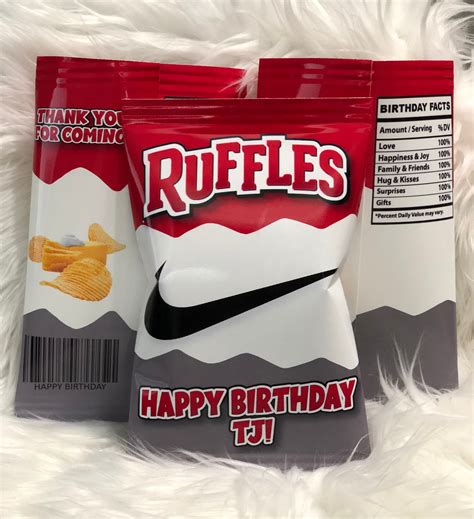 THANK YOU
FOR COMING
HAPPY BIRTHDAY
RUFFLES
HAPPY BIRTHDAY
TJ!
BIRTHDAY FACTS
Amount / Serving %DV
Love 100%
Happiness & Joy 100%
Family & Friends 100%
Hug & Kisses 100%
Surprises 100%
Gifts 100%
*Percent Daily Value may vary.